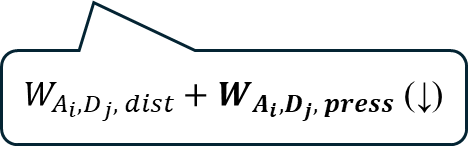 W_{A_i,D_j, dist} + W_{A_i,D_j, press} (↓)